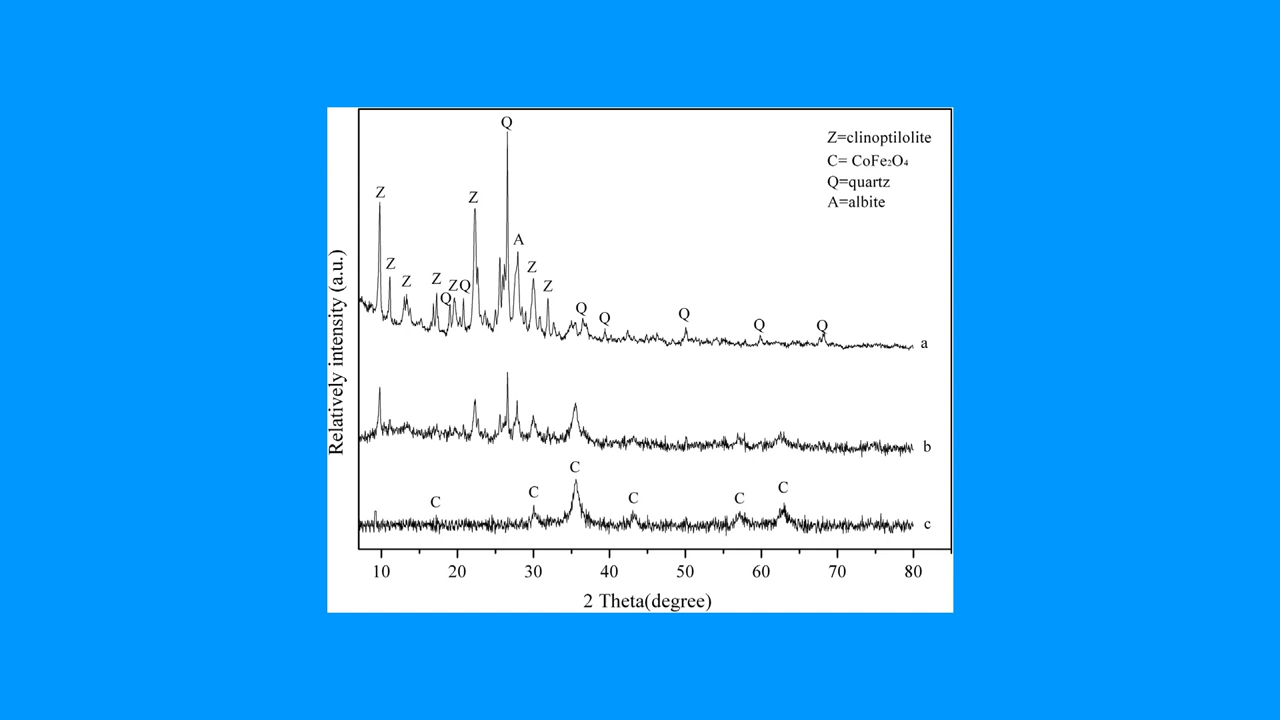 Q
Z=clinoptilolite
C= CoFe₂O₄
Q=quartz
A=albite
Z
Z
A
Z
Z
Z
Z
Z
Z
Q
Z
Q
Q
Q
Q
Q
Q
a
b
C
C
C
C
C
C
c
Relatively intensity (a.u.)
10 20 30 40 50 60 70 80
2 Theta(degree)